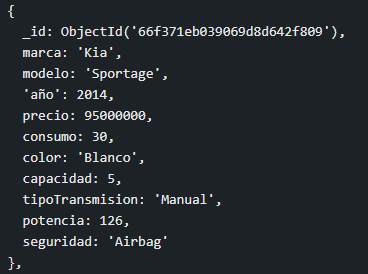 {
  _id: ObjectId('66f371eb039069d8d642f809'),
  marca: 'Kia',
  modelo: 'Sportage',
  'año': 2014,
  precio: 95000000,
  consumo: 30,
  color: 'Blanco',
  capacidad: 5,
  tipoTransmision: 'Manual',
  potencia: 126,
  seguridad: 'Airbag'
},